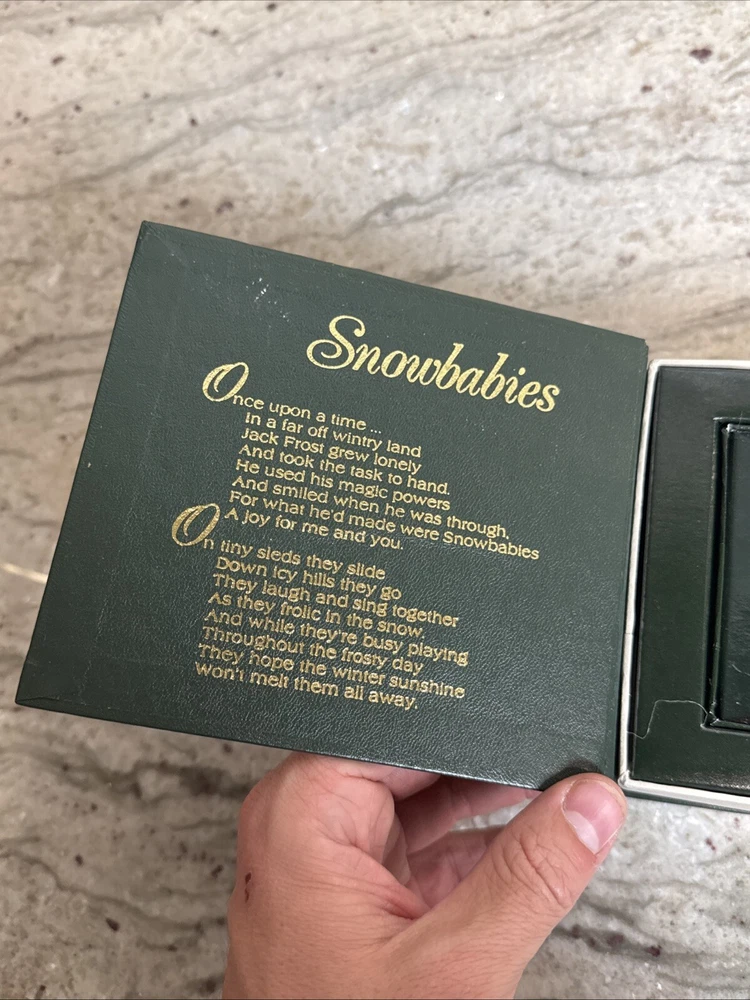 Snowbabies
Once upon a time ...
In a far off wintry land
Jack Frost grew lonely
And took the task to hand.
He used his magic powers
And smiled when he was through,
For what he'd made were Snowbabies
A joy for me and you.
On tiny sleds they slide
Down icy hills they go
They laugh and sing together
As they frolic in the snow.
And while they're busy playing
Throughout the frosty day
They hope the winter sunshine
Won't melt them all away.